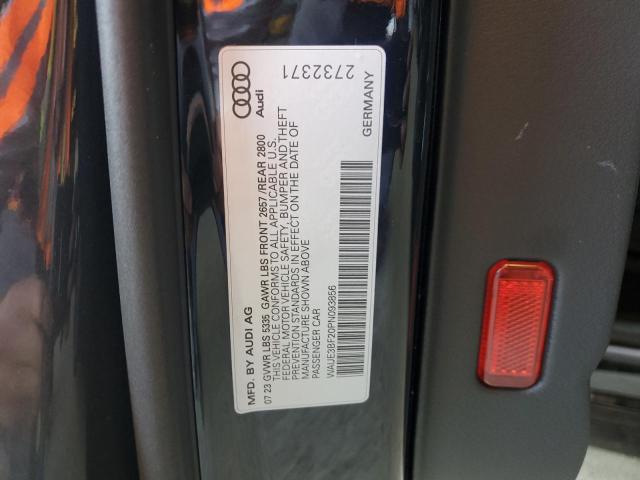 Audi
27332371
GERMANY
MFD. BY AUDI AG
07 23 GVWR LBS 5335 GAWR LBS FRONT 2657 /REAR 2800
THIS VEHICLE CONFORMS TO ALL APPLICABLE U.S.
FEDERAL MOTOR VEHICLE SAFETY, BUMPER AND THEFT
PREVENTION STANDARDS IN EFFECT ON THE DATE OF
MANUFACTURE SHOWN ABOVE
PASSENGER CAR
WAUE3BF20PN093856